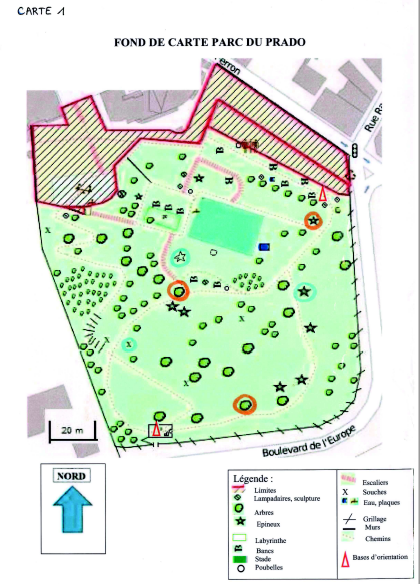 CARTE 1
FOND DE CARTE PARC DU PRADO
erron
Rue Ra
B
B
B
B
B
B
B
B
B
X
X
X
X
X
20 m
Boulevard de l'Europe
NORD
Légende :
Limites
Lampadaires, sculpture
Arbres
Epineux
Labyrinthe
B Bancs
Stade
Poubelles
Escaliers
X Souches
Eau, plaques
Grillage
Murs
Chemins
Bases d'orientation